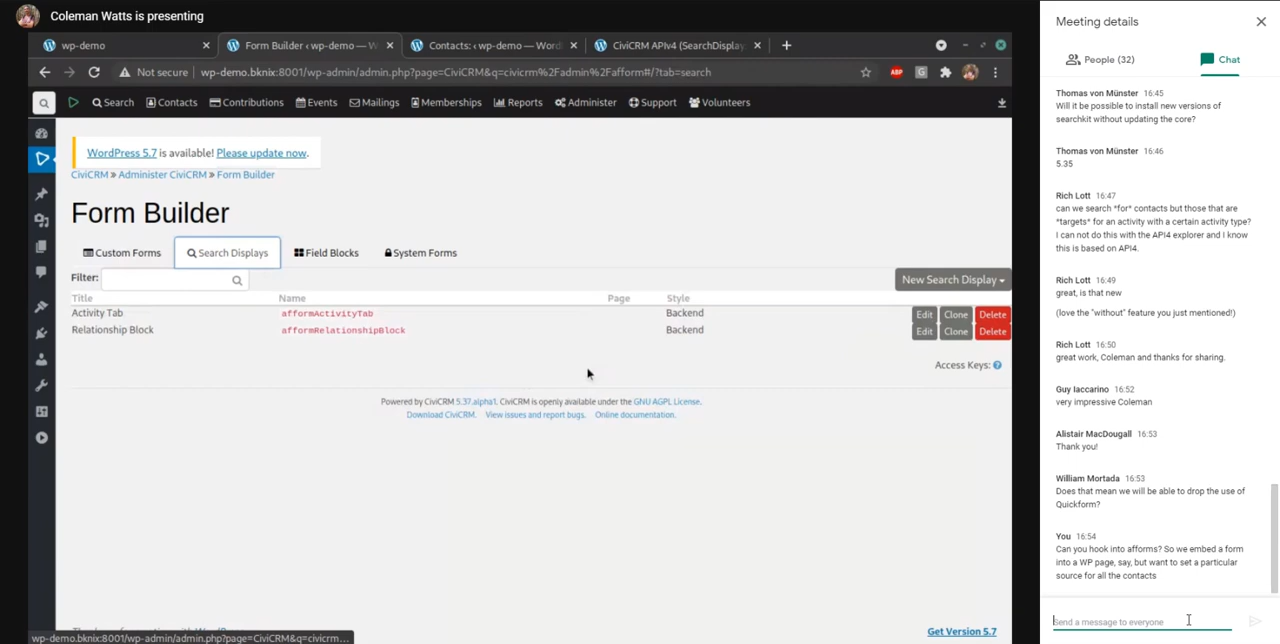 Coleman Watts is presenting
wp-demo
Form Builder ‹ wp-demo — W
Contacts: ‹ wp-demo — Word
CiviCRM APIv4 (SearchDisplay
Not secure wp-demo.bknix:8001/wp-admin/admin.php?page=CiviCRM&q=civicrm%2Fadmin%2Fafform#/?tab=search
ABP
G
Search Contacts Contributions Events Mailings Memberships Reports Administer Support Volunteers
WordPress 5.7 is available! Please update now.
CiviCRM » Administer CiviCRM » Form Builder
Form Builder
Custom Forms Search Displays Field Blocks System Forms
Filter:
New Search Display
Title Name Page Style
Activity Tab afformActivityTab Backend Edit Clone Delete
Relationship Block afformRelationshipBlock Backend Edit Clone Delete
Access Keys: ?
Powered by CiviCRM 5.37.alpha1. CiviCRM is openly available under the GNU AGPL License.
Download CiviCRM. View issues and report bugs. Online documentation.
wp-demo.bknix:8001/wp-admin/admin.php?page=CiviCRM&q=civicrm...
Get Version 5.7
Meeting details
People (32)
Chat
Thomas von Münster 16:45
Will it be possible to install new versions of
searchkit without updating the core?
Thomas von Münster 16:46
5.35
Rich Lott 16:47
can we search *for* contacts but those that are
*targets* for an activity with a certain activity type?
I can not do this with the API4 explorer and I know
this is based on API4.
Rich Lott 16:49
great, is that new
(love the "without" feature you just mentioned!)
Rich Lott 16:50
great work, Coleman and thanks for sharing.
Guy Iaccarino 16:52
very impressive Coleman
Alistair MacDougall 16:53
Thank you!
William Mortada 16:53
Does that mean we will be able to drop the use of
Quickform?
You 16:54
Can you hook into afforms? So we embed a form
into a WP page, say, but want to set a particular
source for all the contacts
Send a message to everyone